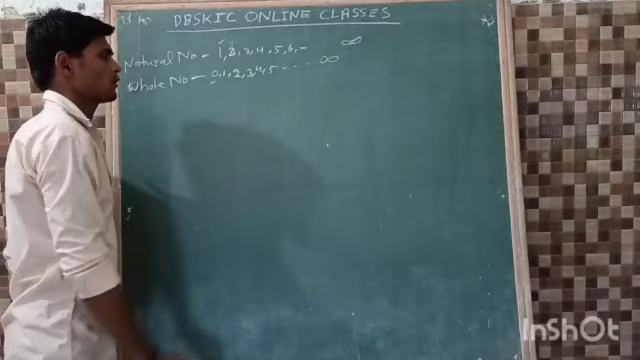 DBSKIC ONLINE CLASSES
Natural No - 1, 2, 3, 4, 5, 6, - ∞
Whole No - 0, 1, 2, 3, 4, 5 - - . . ∞
InShOt